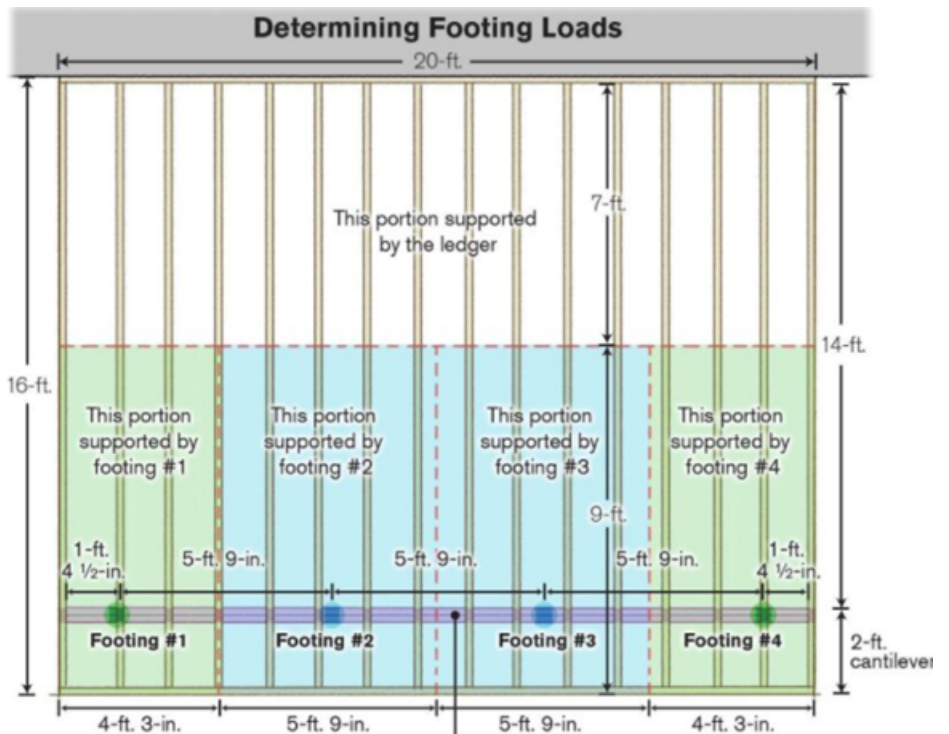 Determining Footing Loads
20-ft.
7-ft.
This portion supported
by the ledger
16-ft.
14-ft.
This portion
supported by
footing #1
This portion
supported by
footing #2
This portion
supported by
footing #3
This portion
supported by
footing #4
9-ft.
1-ft.
4 ½-in.
5-ft. 9-in.
5-ft. 9-in.
5-ft. 9-in.
1-ft.
4 ½-in.
Footing #1
Footing #2
Footing #3
Footing #4
2-ft.
cantilever
4-ft. 3-in.
5-ft. 9-in.
5-ft. 9-in.
4-ft. 3-in.